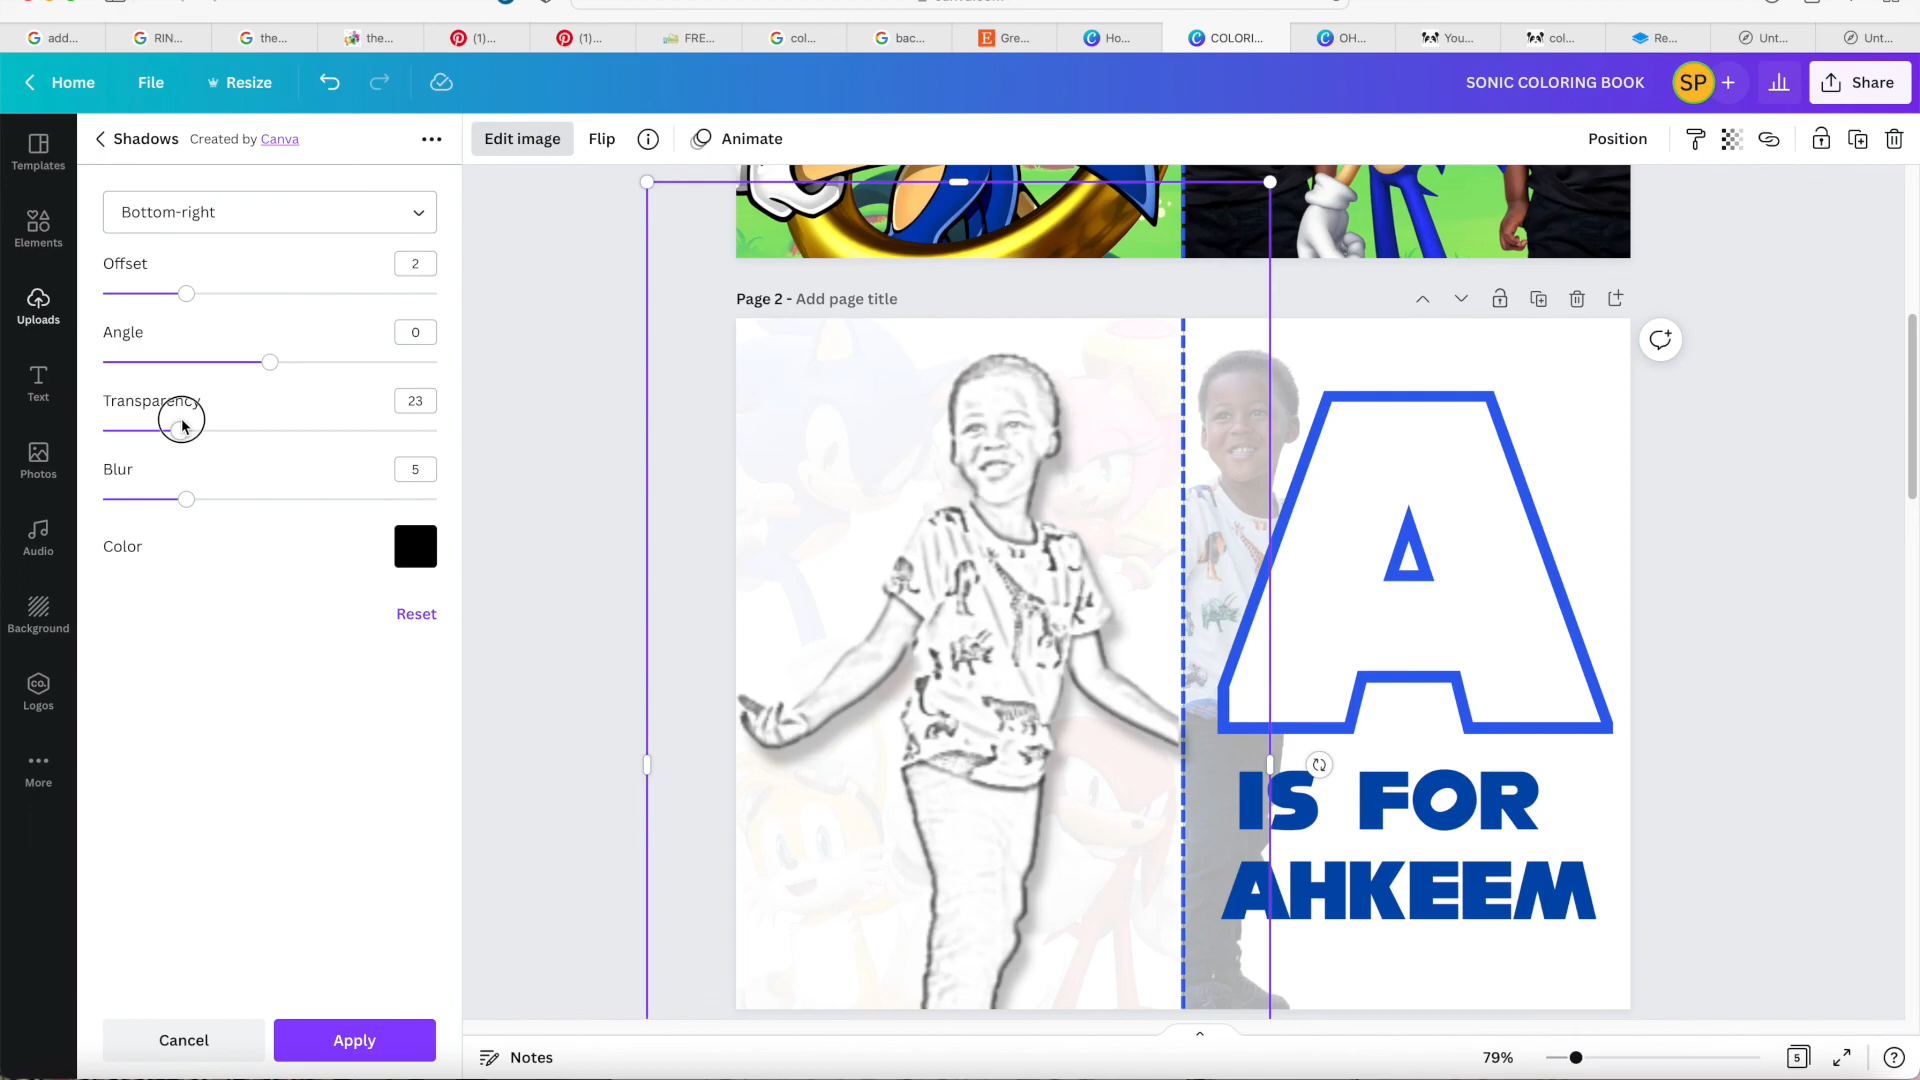 add...
RIN...
the...
the...
(1)...
(1)...
FRE...
col...
bac...
Gre...
Ho...
COLORI...
OH...
You...
col...
Re...
Unt...
Unt...
Home
File
Resize
SONIC COLORING BOOK
SP
Share
Templates
Elements
Uploads
Text
Photos
Audio
Background
CO.
Logos
More
Shadows Created by Canva
Bottom-right
Offset 2
Angle 0
Transparency 23
Blur 5
Color
Reset
Cancel
Apply
Edit image
Flip
Animate
Position
Page 2 - Add page title
A
IS FOR
AHKEEM
Notes
79%
5